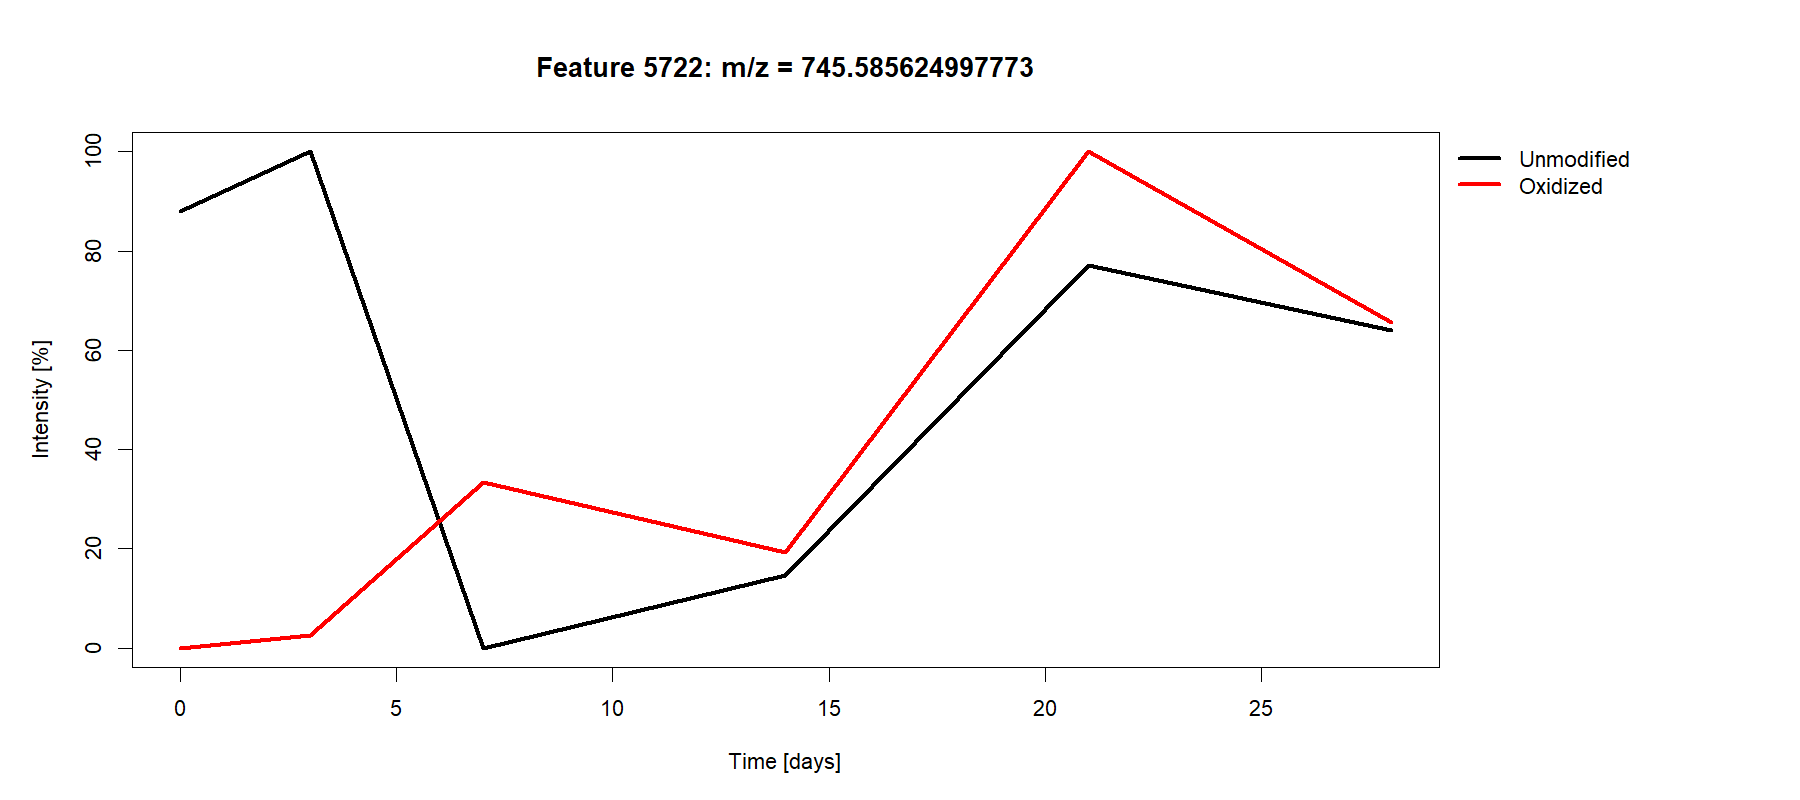 Feature 5722: m/z = 745.585624997773
Unmodified
Oxidized
Intensity [%]
100
80
60
40
20
0
0 5 10 15 20 25
Time [days]